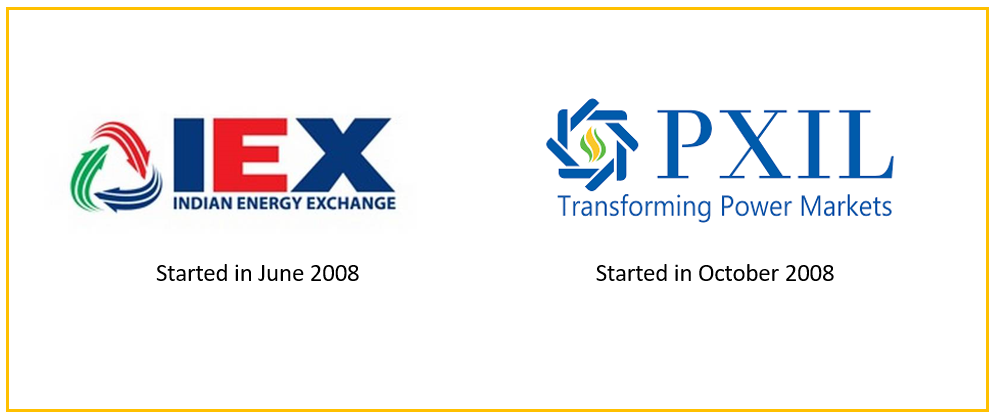 IEX
INDIAN ENERGY EXCHANGE
Started in June 2008
PXIL
Transforming Power Markets
Started in October 2008